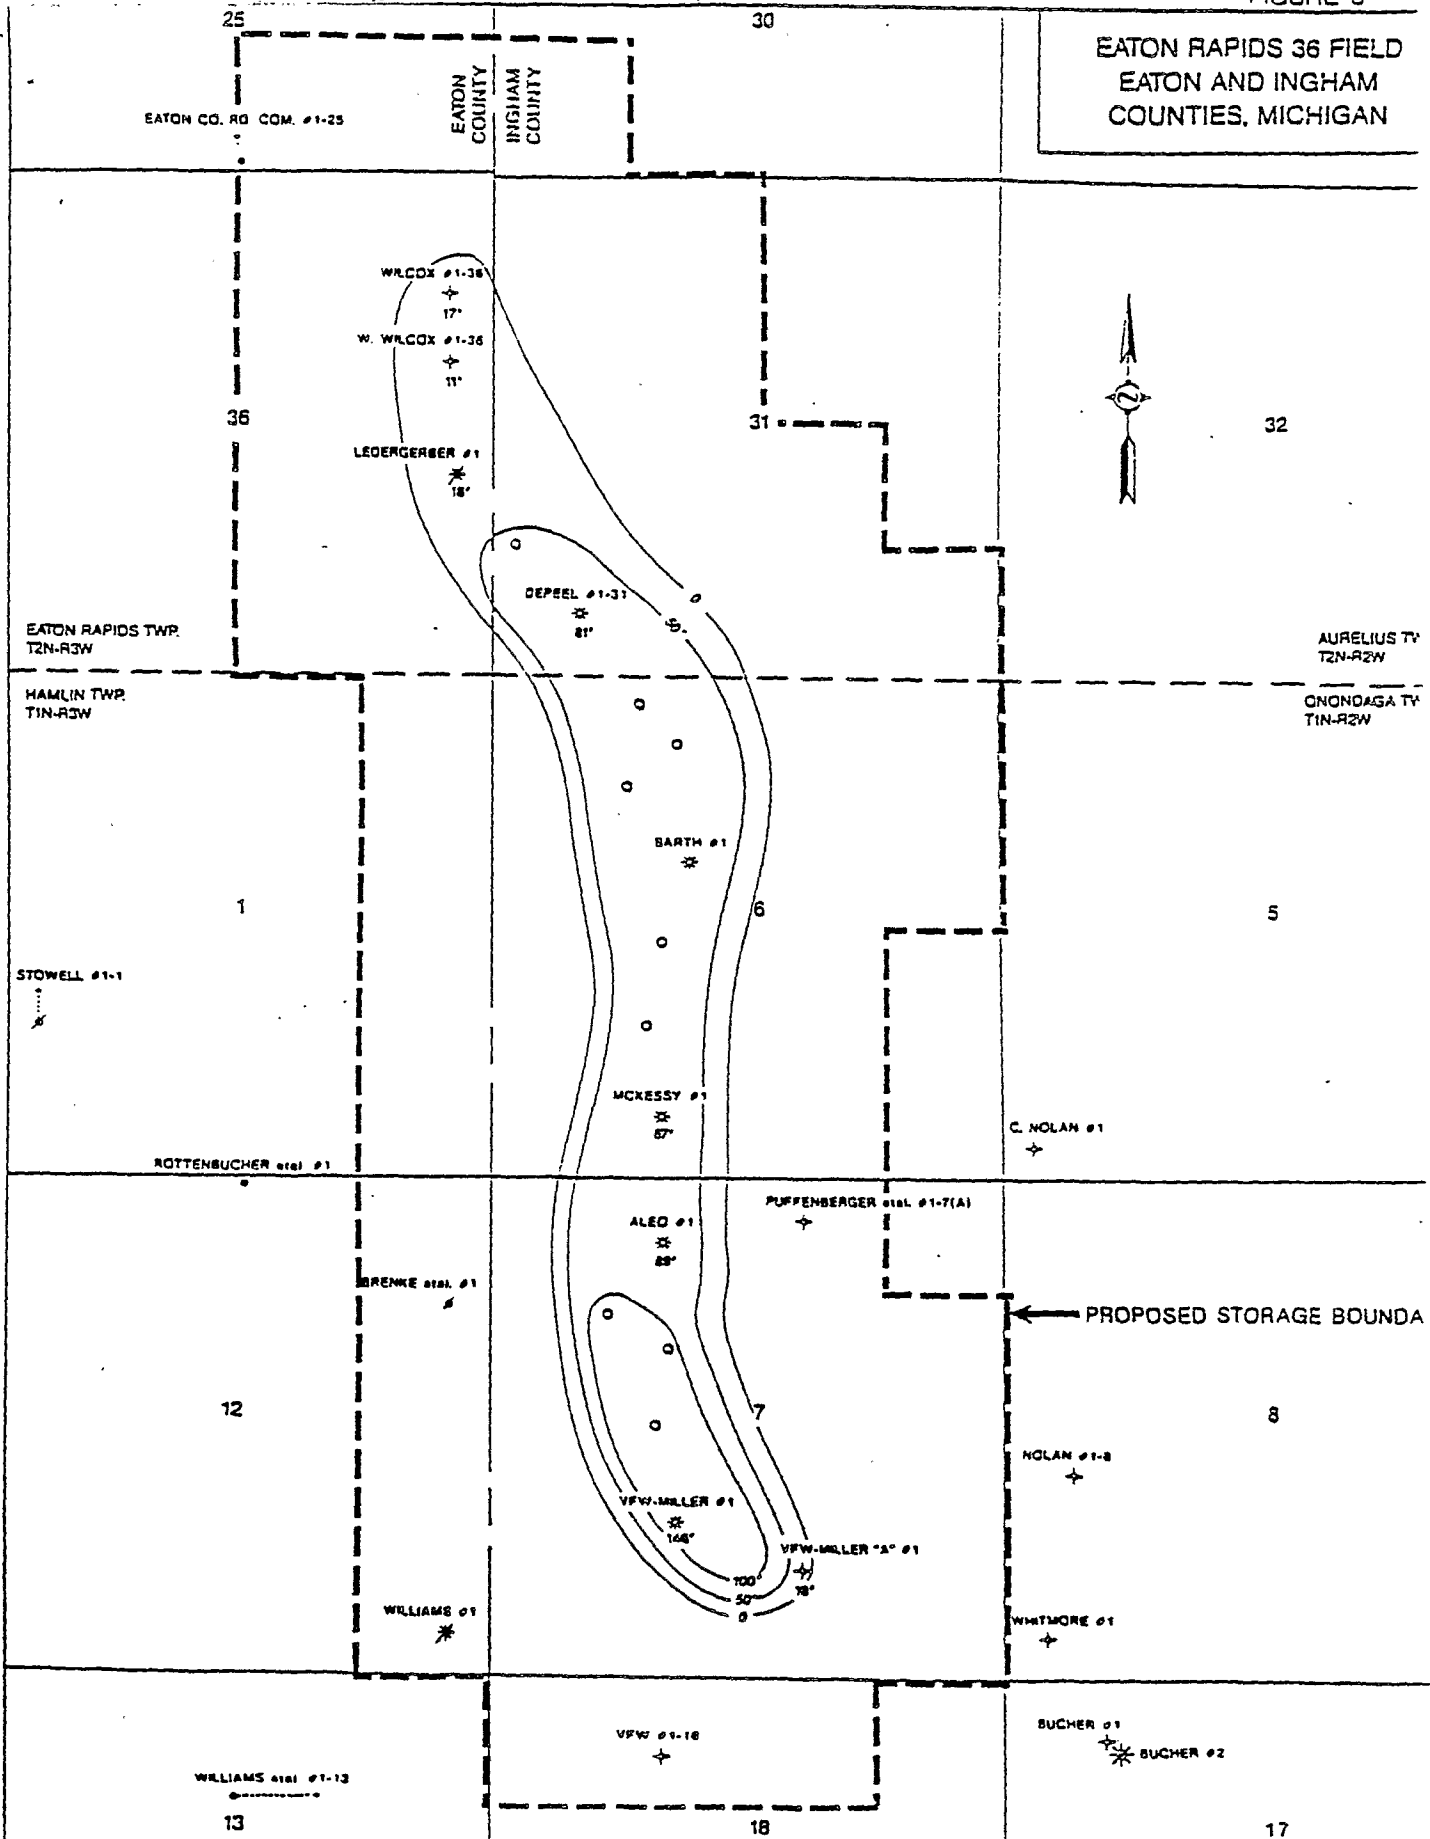 25
30
EATON RAPIDS 36 FIELD
EATON AND INGHAM
COUNTIES, MICHIGAN
EATON
COUNTY
INGHAM
COUNTY
EATON CO. RD. COM. #1-25
WILCOX #1-36
17'
W. WILCOX #1-36
11'
36
31
32
LEDERGERBER #1
18'
0
DEPEEL #1-31
81'
EATON RAPIDS TWP.
T2N-R3W
AURELIUS TW
T2N-R2W
HAMLIN TWP.
T1N-R3W
ONONDAGA TW
T1N-R2W
BARTH #1
1
6
5
STOWELL #1-1
MCKESSY #1
87'
C. NOLAN #1
ROTTENBUCHER etal #1
PUFFENBERGER etal. #1-7(A)
ALEO #1
BRENKE etal. #1
PROPOSED STORAGE BOUNDA
12
7
8
NOLAN #1-8
VFW-MILLER #1
VFW-MILLER "A" #1
18'
100'
50'
0
WILLIAMS #1
WHITMORE #1
VFW #1-18
BUCHER #1
BUCHER #2
WILLIAMS etal #1-13
13
18
17